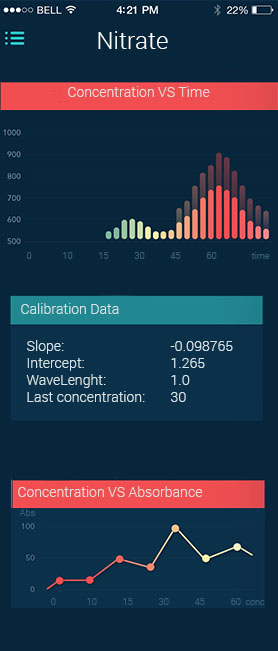 BELL 4:21 PM 22%
Nitrate
Concentration VS Time
1000
900
800
700
600
500
0 10 15 30 45 60 time
Calibration Data
Slope: -0.098765
Intercept: 1.265
WaveLenght: 1.0
Last concentration: 30
Concentration VS Absorbance
Abs
100
50
0
0 10 15 30 45 60 conc